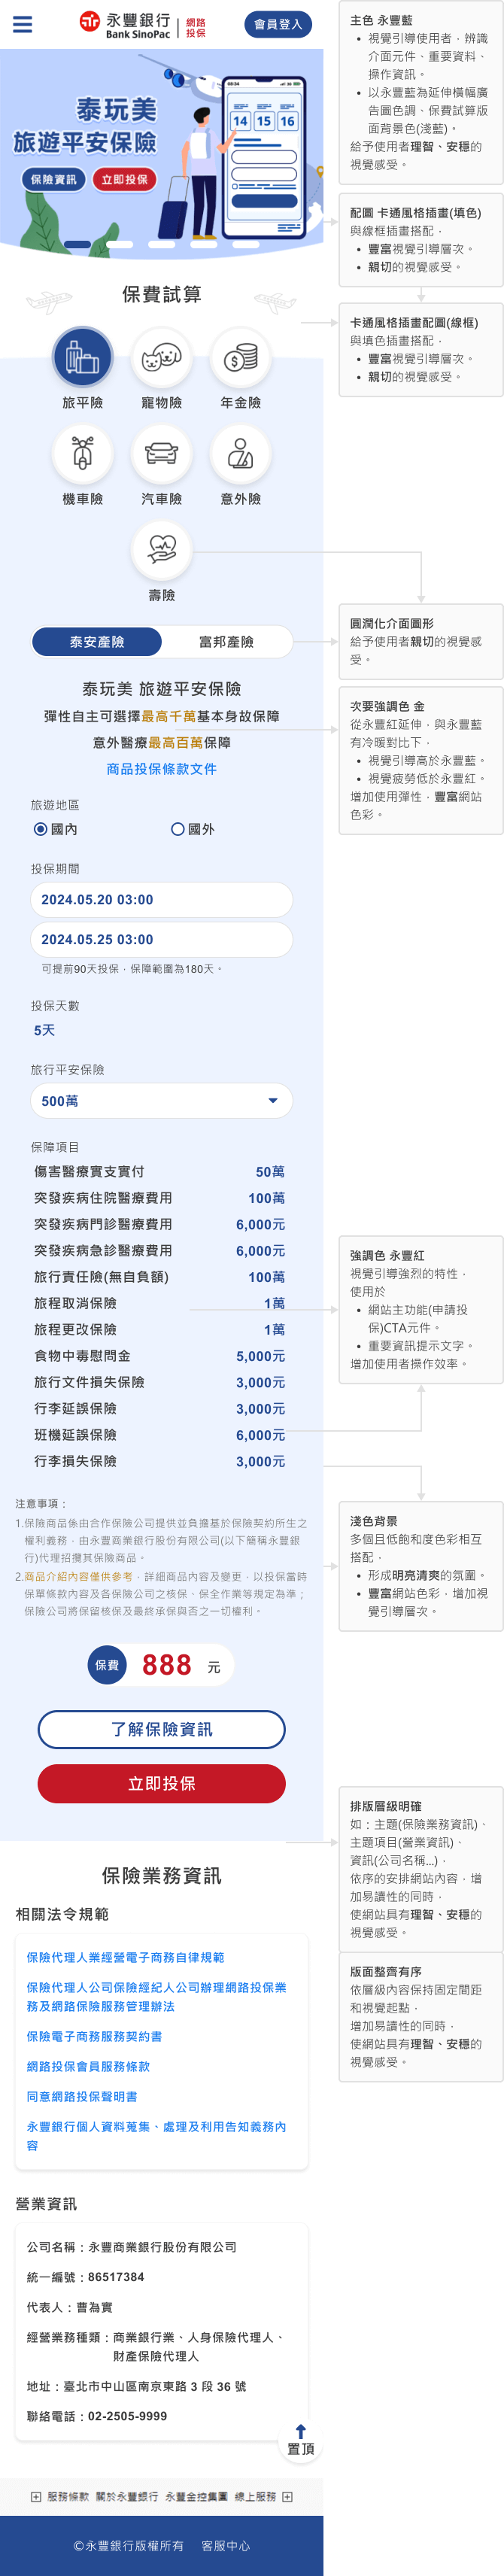 永豐銀行
Bank SinoPac
網路
投保
會員登入
泰玩美
旅遊平安保險
保險資訊
立即投保
14 15 16
保費試算
旅平險
寵物險
年金險
機車險
汽車險
意外險
壽險
泰安產險
富邦產險
泰玩美 旅遊平安保險
彈性自主可選擇最高千萬基本身故保障
意外醫療最高百萬保障
商品投保條款文件
旅遊地區
國內
國外
投保期間
2024.05.20 03:00
2024.05.25 03:00
可提前90天投保，保障範圍為180天。
投保天數
5天
旅行平安保險
500萬
保障項目
傷害醫療實支實付 50萬
突發疾病住院醫療費用 100萬
突發疾病門診醫療費用 6,000元
突發疾病急診醫療費用 6,000元
旅行責任險(無自負額) 100萬
旅程取消保險 1萬
旅程更改保險 1萬
食物中毒慰問金 5,000元
旅行文件損失保險 3,000元
行李延誤保險 3,000元
班機延誤保險 6,000元
行李損失保險 3,000元
注意事項：
1.保險商品係由合作保險公司提供並負擔基於保險契約所生之
權利義務，由永豐商業銀行股份有限公司(以下簡稱永豐銀
行)代理招攬其保險商品。
2.商品介紹內容僅供參考，詳細商品內容及變更，以投保當時
保單條款內容及各保險公司之核保、保全作業等規定為準；
保險公司將保留核保及最終承保與否之一切權利。
保費 888 元
了解保險資訊
立即投保
保險業務資訊
相關法令規範
保險代理人業經營電子商務自律規範
保險代理人公司保險經紀人公司辦理網路投保業
務及網路保險服務管理辦法
保險電子商務服務契約書
網路投保會員服務條款
同意網路投保聲明書
永豐銀行個人資料蒐集、處理及利用告知義務內
容
營業資訊
公司名稱：永豐商業銀行股份有限公司
統一編號：86517384
代表人：曹為實
經營業務種類：商業銀行業、人身保險代理人、
財產保險代理人
地址：臺北市中山區南京東路 3 段 36 號
聯絡電話：02-2505-9999
置頂
服務條款 關於永豐銀行 永豐金控集團 線上服務
©永豐銀行版權所有 客服中心
主色 永豐藍
• 視覺引導使用者，辨識
介面元件、重要資料、
操作資訊。
• 以永豐藍為延伸橫幅廣
告圖色調、保費試算版
面背景色(淺藍)。
給予使用者理智、安穩的
視覺感受。
配圖 卡通風格插畫(填色)
與線框插畫搭配，
• 豐富視覺引導層次。
• 親切的視覺感受。
卡通風格插畫配圖(線框)
與填色插畫搭配，
• 豐富視覺引導層次。
• 親切的視覺感受。
圓潤化介面圖形
給予使用者親切的視覺感
受。
次要強調色 金
從永豐紅延伸，與永豐藍
有冷暖對比下，
• 視覺引導高於永豐藍。
• 視覺疲勞低於永豐紅。
增加使用彈性，豐富網站
色彩。
強調色 永豐紅
視覺引導強烈的特性，
使用於
• 網站主功能(申請投
保)CTA元件。
• 重要資訊提示文字。
增加使用者操作效率。
淺色背景
多個且低飽和度色彩相互
搭配，
• 形成明亮清爽的氛圍。
• 豐富網站色彩，增加視
覺引導層次。
排版層級明確
如：主題(保險業務資訊)、
主題項目(營業資訊)、
資訊(公司名稱...)，
依序的安排網站內容，增
加易讀性的同時，
使網站具有理智、安穩的
視覺感受。
版面整齊有序
依層級內容保持固定間距
和視覺起點，
增加易讀性的同時，
使網站具有理智、安穩的
視覺感受。